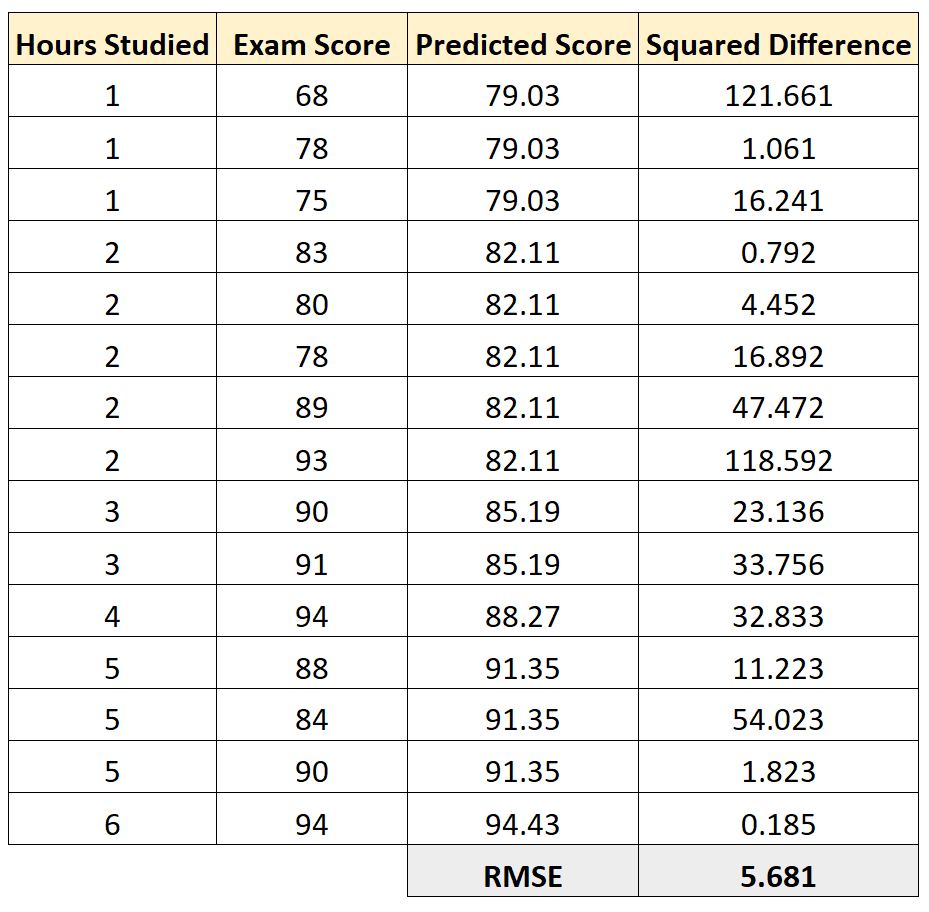 Hours Studied Exam Score Predicted Score Squared Difference
1 68 79.03 121.661
1 78 79.03 1.061
1 75 79.03 16.241
2 83 82.11 0.792
2 80 82.11 4.452
2 78 82.11 16.892
2 89 82.11 47.472
2 93 82.11 118.592
3 90 85.19 23.136
3 91 85.19 33.756
4 94 88.27 32.833
5 88 91.35 11.223
5 84 91.35 54.023
5 90 91.35 1.823
6 94 94.43 0.185
RMSE 5.681